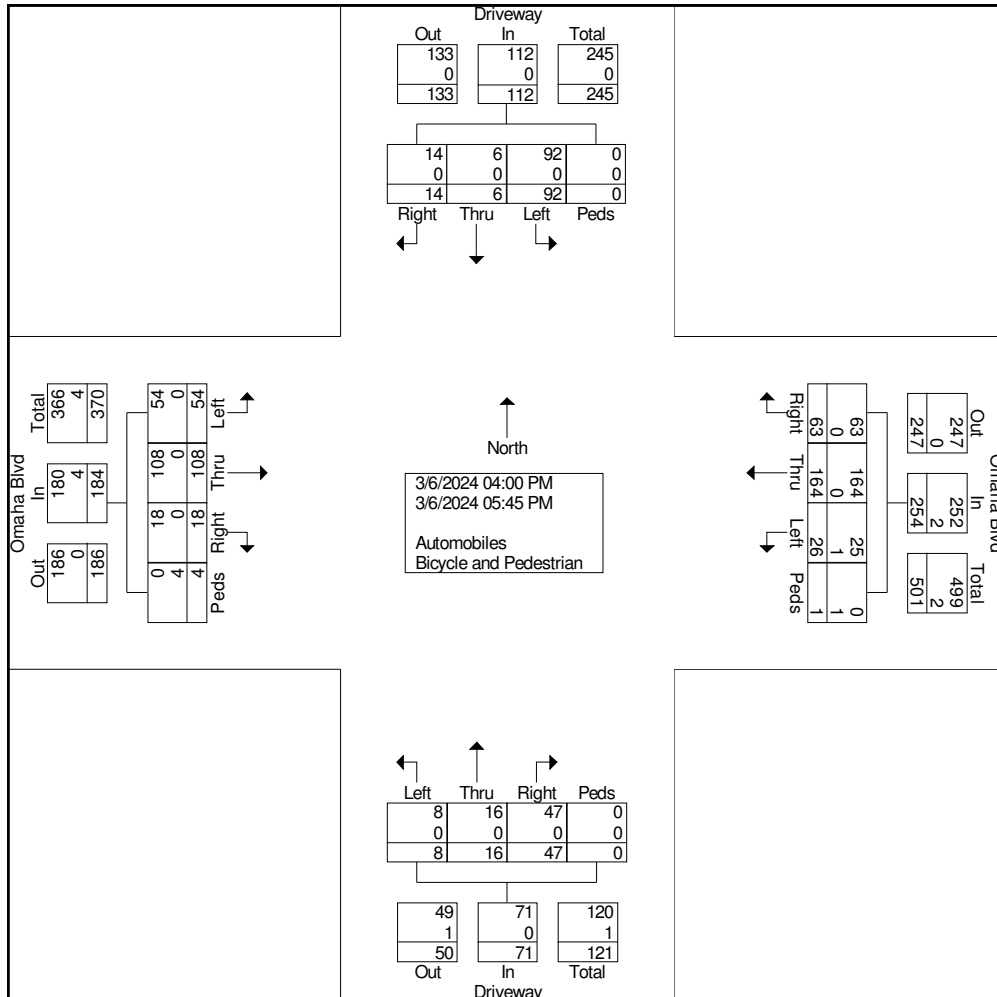 Driveway
Out In Total
133 112 245
0 0 0
133 112 245
14 6 92 0
0 0 0 0
14 6 92 0
Right Thru Left Peds
Omaha Blvd
Total In Out
366 4 370
180 4 184
186 0 186
54 0 54
108 0 108
18 0 18
0 4 4
Left Thru Right Peds
North
3/6/2024 04:00 PM
3/6/2024 05:45 PM
Automobiles
Bicycle and Pedestrian
Right Thru Left Peds
63 0 63
164 0 164
25 1 26
0 1 1
Out In Total
247 0 247
252 2 254
499 2 501
Omaha Blvd
Left Thru Right Peds
8 16 47 0
0 0 0 0
8 16 47 0
49 71 120
1 0 1
50 71 121
Out In Total
Driveway